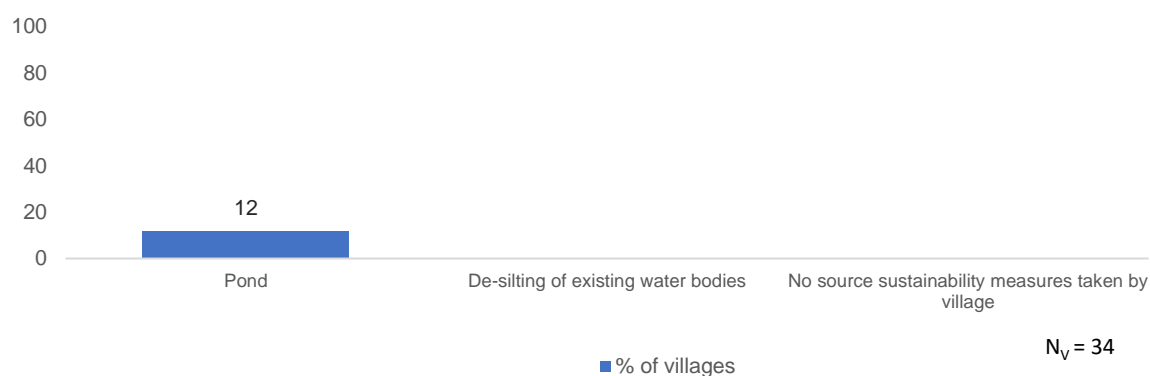 100
80
60
40
20
0
12
Pond
De-silting of existing water bodies
No source sustainability measures taken by
village
% of villages
NV = 34